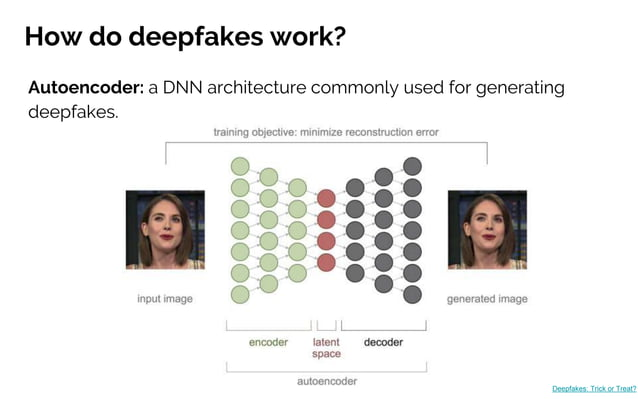 How do deepfakes work?
Autoencoder: a DNN architecture commonly used for generating
deepfakes.
training objective: minimize reconstruction error
input image
generated image
encoder
latent
space
decoder
autoencoder
Deepfakes: Trick or Treat?